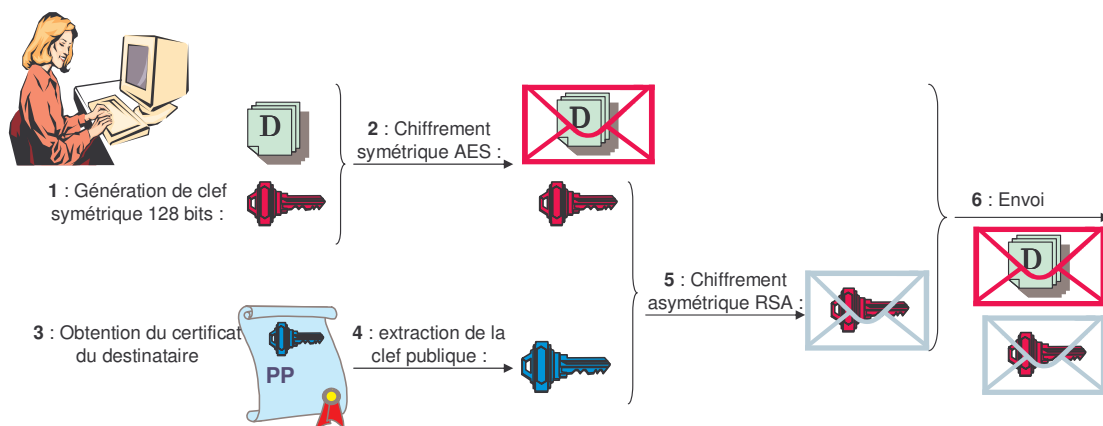 D
1 : Génération de clef
symétrique 128 bits :
2 : Chiffrement
symétrique AES :
D
3 : Obtention du certificat
du destinataire
PP
4 : extraction de la
clef publique :
5 : Chiffrement
asymétrique RSA :
6 : Envoi
D